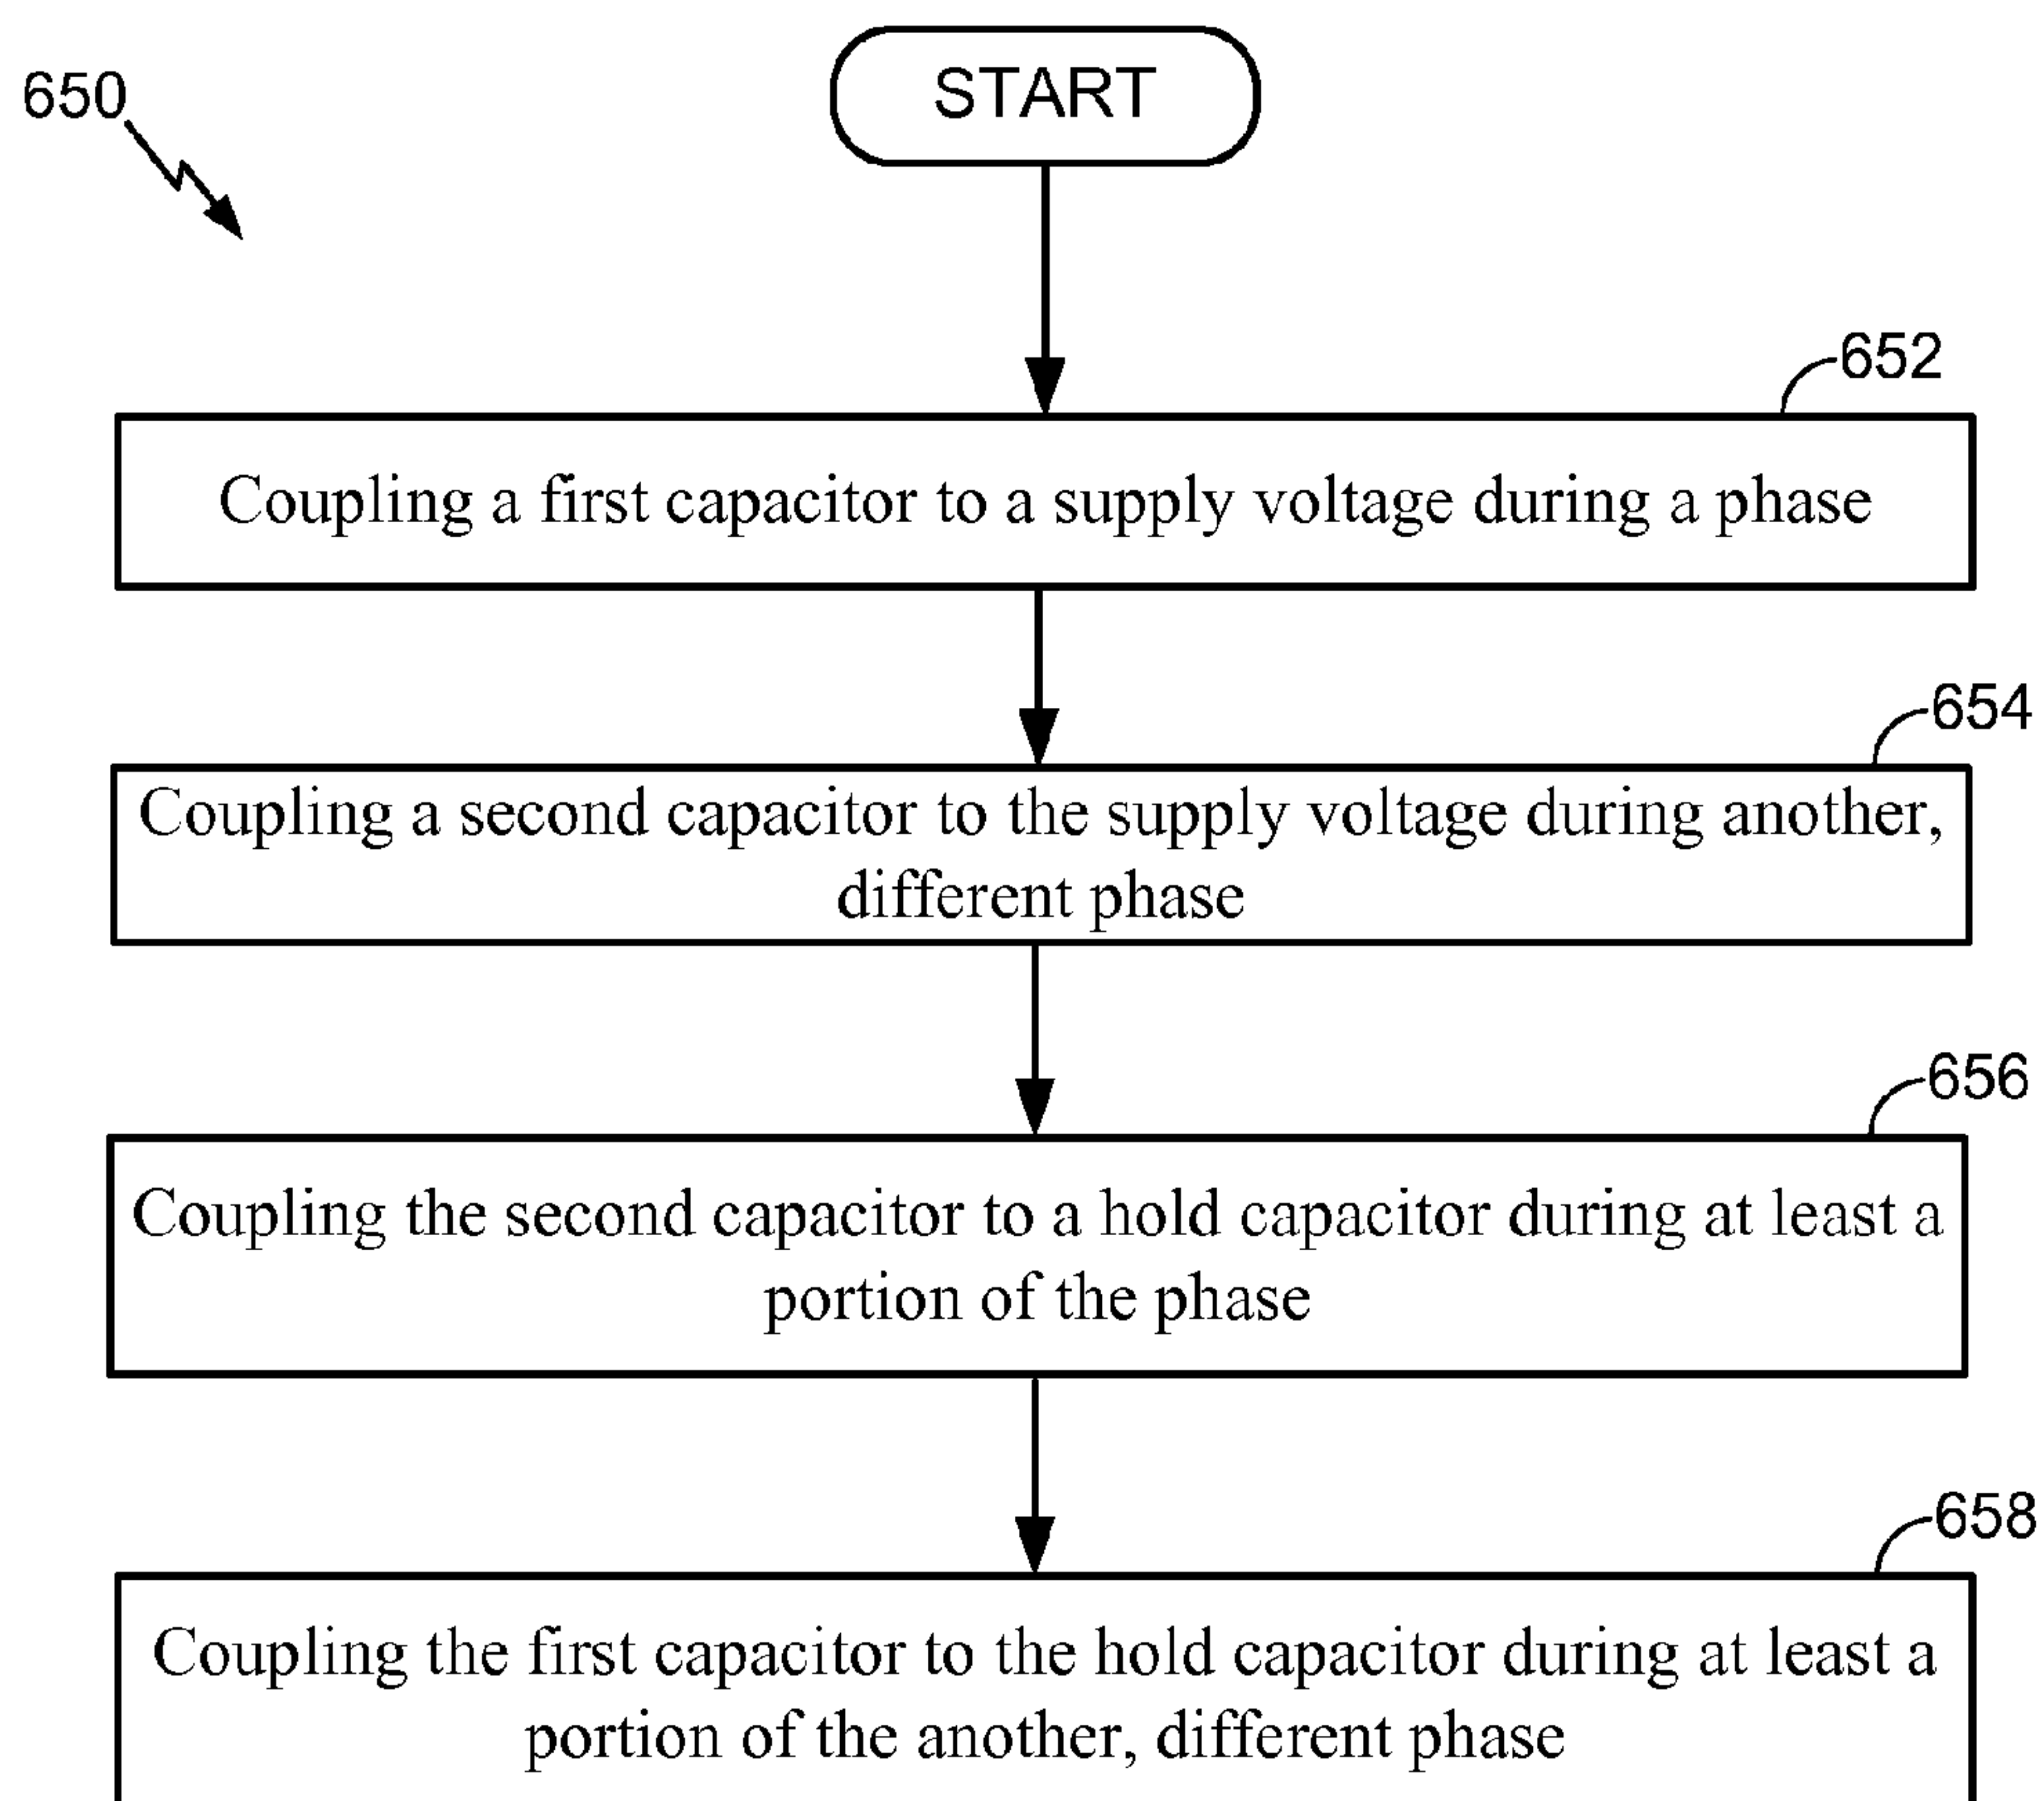 START
650
652
Coupling a first capacitor to a supply voltage during a phase
654
Coupling a second capacitor to the supply voltage during another,
different phase
656
Coupling the second capacitor to a hold capacitor during at least a
portion of the phase
658
Coupling the first capacitor to the hold capacitor during at least a
portion of the another, different phase